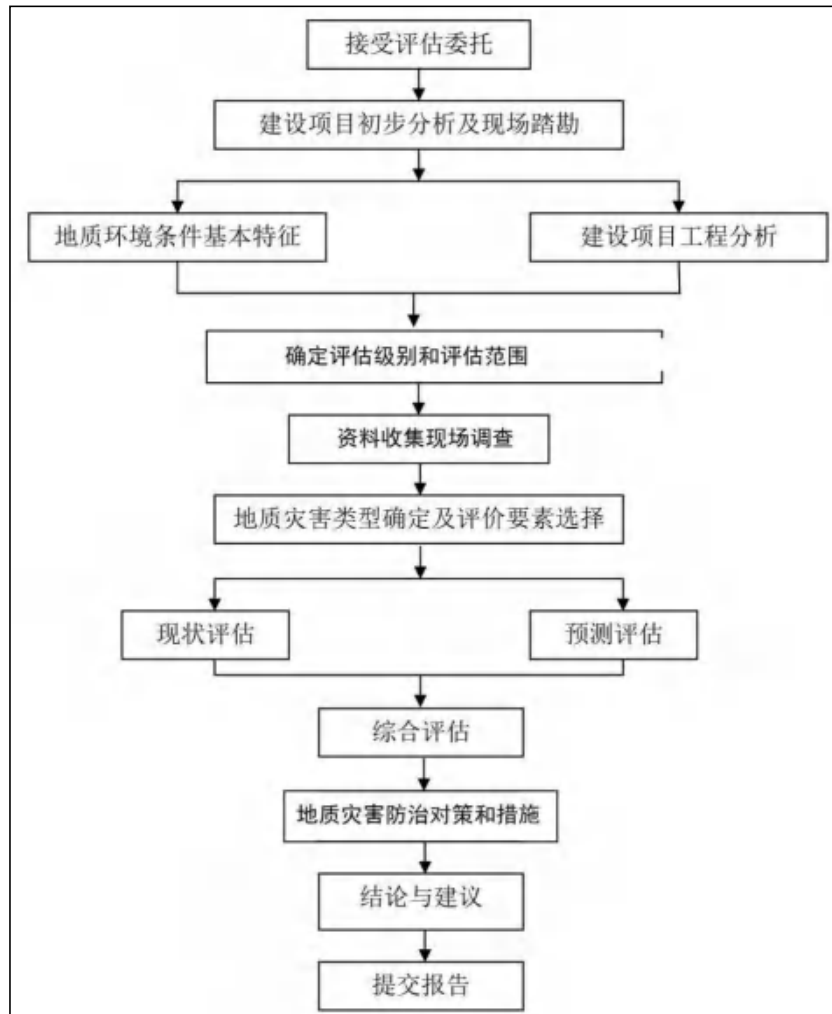 接受评估委托
建设项目初步分析及现场踏勘
地质环境条件基本特征
建设项目工程分析
确定评估级别和评估范围
资料收集现场调查
地质灾害类型确定及评价要素选择
现状评估
预测评估
综合评估
地质灾害防治对策和措施
结论与建议
提交报告